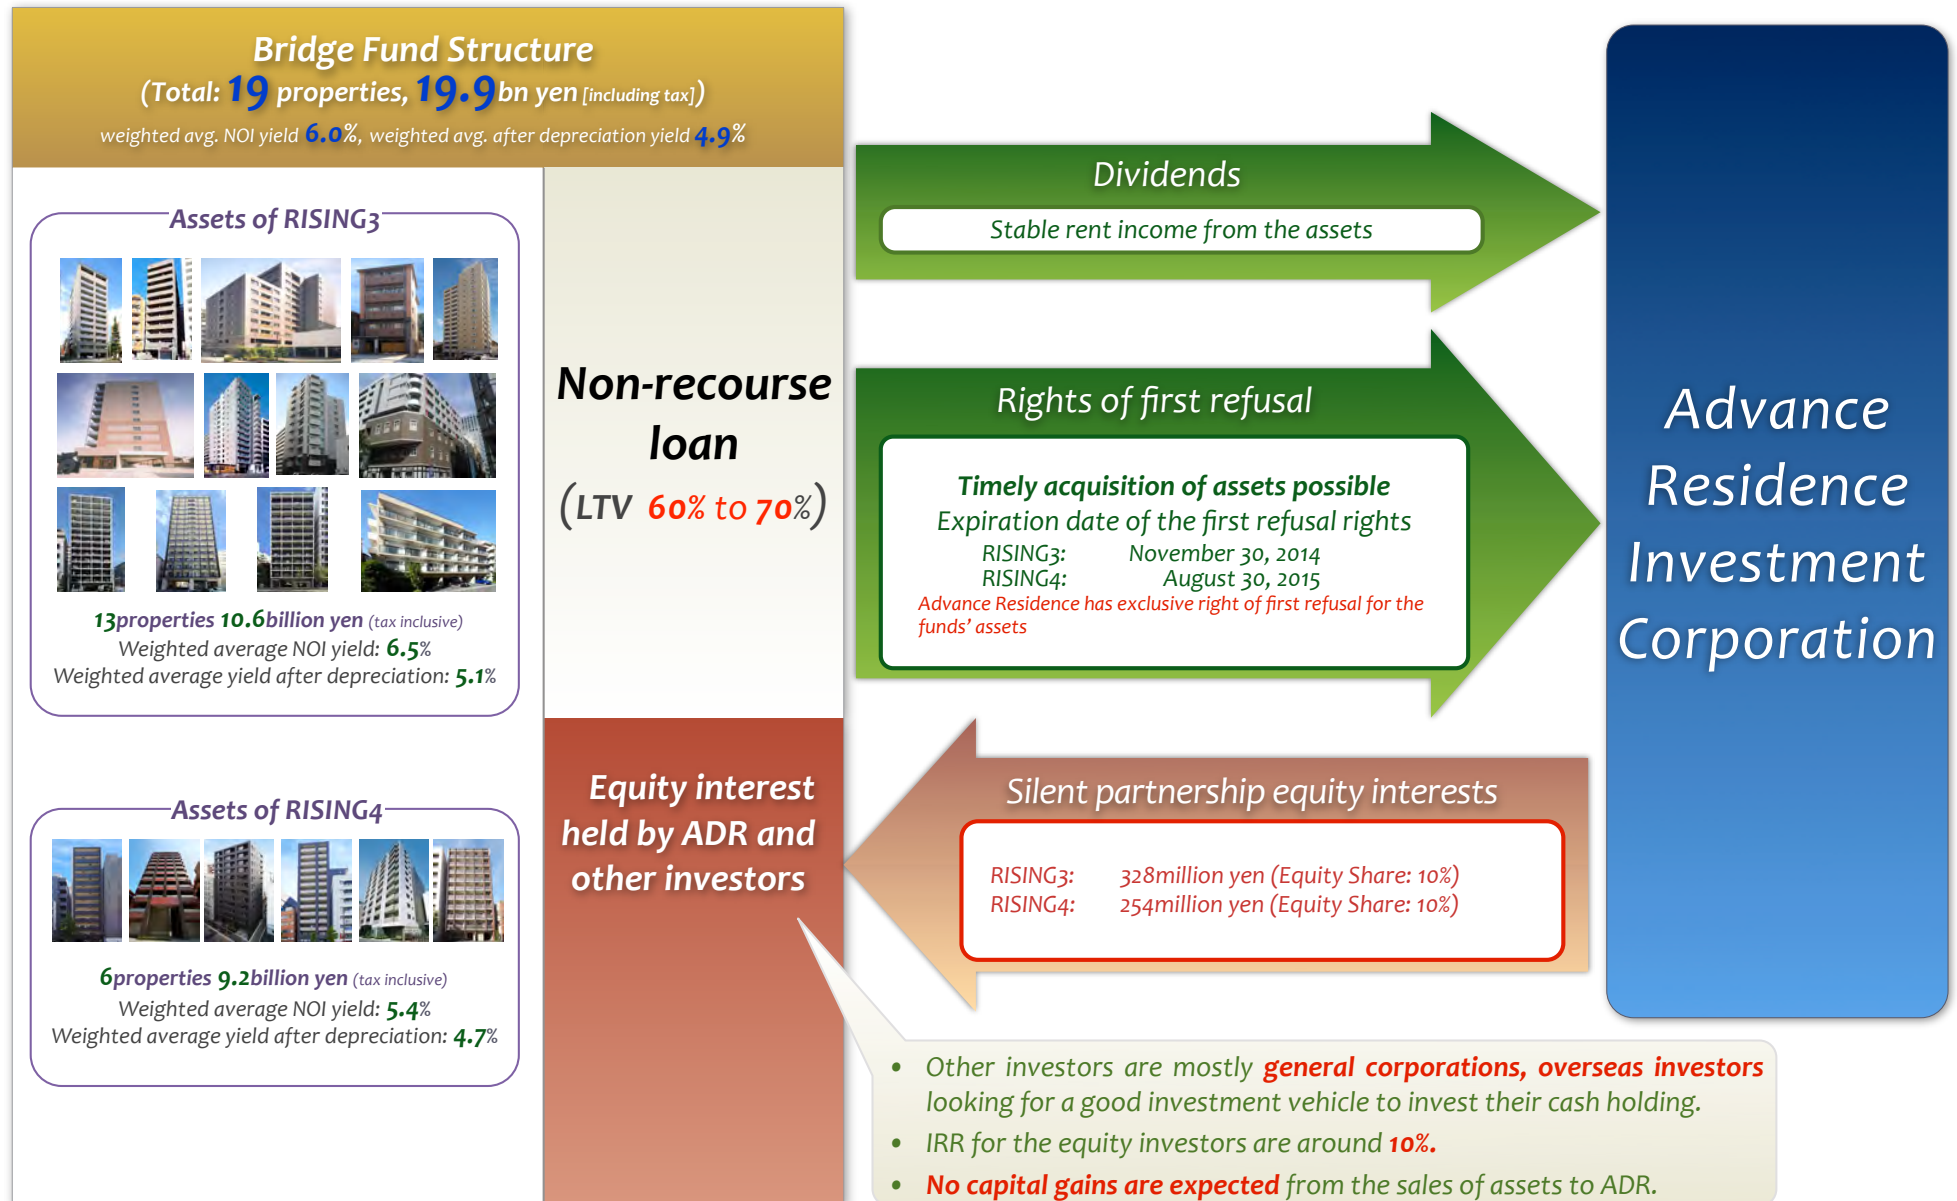 Bridge Fund Structure
(Total: 19 properties, 19.9bn yen [including tax])
weighted avg. NOI yield 6.0%, weighted avg. after depreciation yield 4.9%
Assets of RISING3
13properties 10.6billion yen (tax inclusive)
Weighted average NOI yield: 6.5%
Weighted average yield after depreciation: 5.1%
Assets of RISING4
6properties 9.2billion yen (tax inclusive)
Weighted average NOI yield: 5.4%
Weighted average yield after depreciation: 4.7%
Non-recourse
loan
(LTV 60% to 70%)
Equity interest
held by ADR and
other investors
Dividends
Stable rent income from the assets
Rights of first refusal
Timely acquisition of assets possible
Expiration date of the first refusal rights
RISING3: November 30, 2014
RISING4: August 30, 2015
Advance Residence has exclusive right of first refusal for the
funds' assets
Silent partnership equity interests
RISING3: 328million yen (Equity Share: 10%)
RISING4: 254million yen (Equity Share: 10%)
• Other investors are mostly general corporations, overseas investors
looking for a good investment vehicle to invest their cash holding.
• IRR for the equity investors are around 10%.
• No capital gains are expected from the sales of assets to ADR.
Advance
Residence
Investment
Corporation